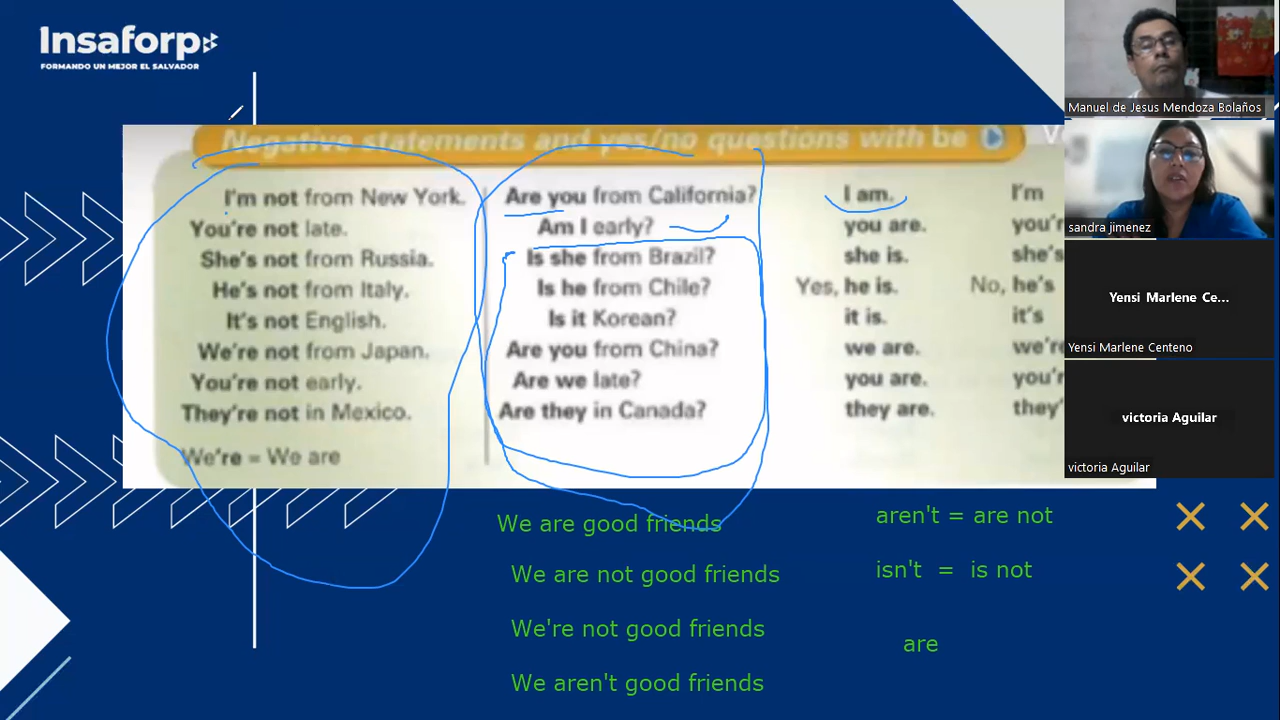 Insaforp
FORMANDO UN MEJOR EL SALVADOR
Negative statements and yes/no questions with be
I'm not from New York.
You're not late.
She's not from Russia.
He's not from Italy.
It's not English.
We're not from Japan.
You're not early.
They're not in Mexico.
We're = We are
Are you from California?
Am I early?
Is she from Brazil?
Is he from Chile?
Is it Korean?
Are you from China?
Are we late?
Are they in Canada?
I am.
you are.
she is.
Yes, he is.
it is.
we are.
you are.
they are.
I'm
you'r
she's
No, he's
it's
we're
you'r
they'
We are good friends
We are not good friends
We're not good friends
We aren't good friends
aren't = are not
isn't = is not
are
Manuel de Jesus Mendoza Bolaños
sandra jimenez
Yensi Marlene Ce...
Yensi Marlene Centeno
victoria Aguilar
victoria Aguilar